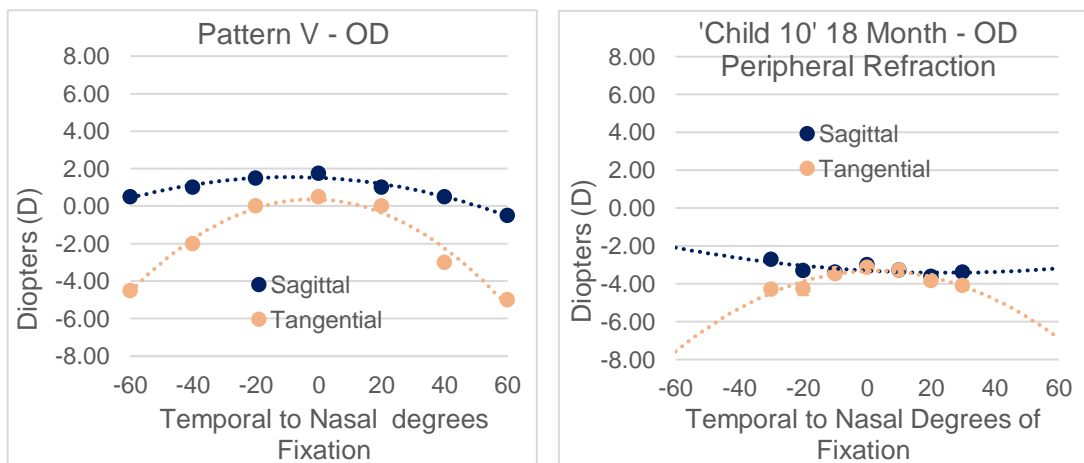 Pattern V - OD
8.00
6.00
4.00
2.00
0.00
-2.00
-4.00
-6.00
-8.00
Diopters (D)
Sagittal
Tangential
-60 -40 -20 0 20 40 60
Temporal to Nasal degrees
Fixation
'Child 10' 18 Month - OD
Peripheral Refraction
8.00
6.00
4.00
2.00
0.00
-2.00
-4.00
-6.00
-8.00
Diopters (D)
Sagittal
Tangential
-60 -40 -20 0 20 40 60
Temporal to Nasal Degrees of
Fixation